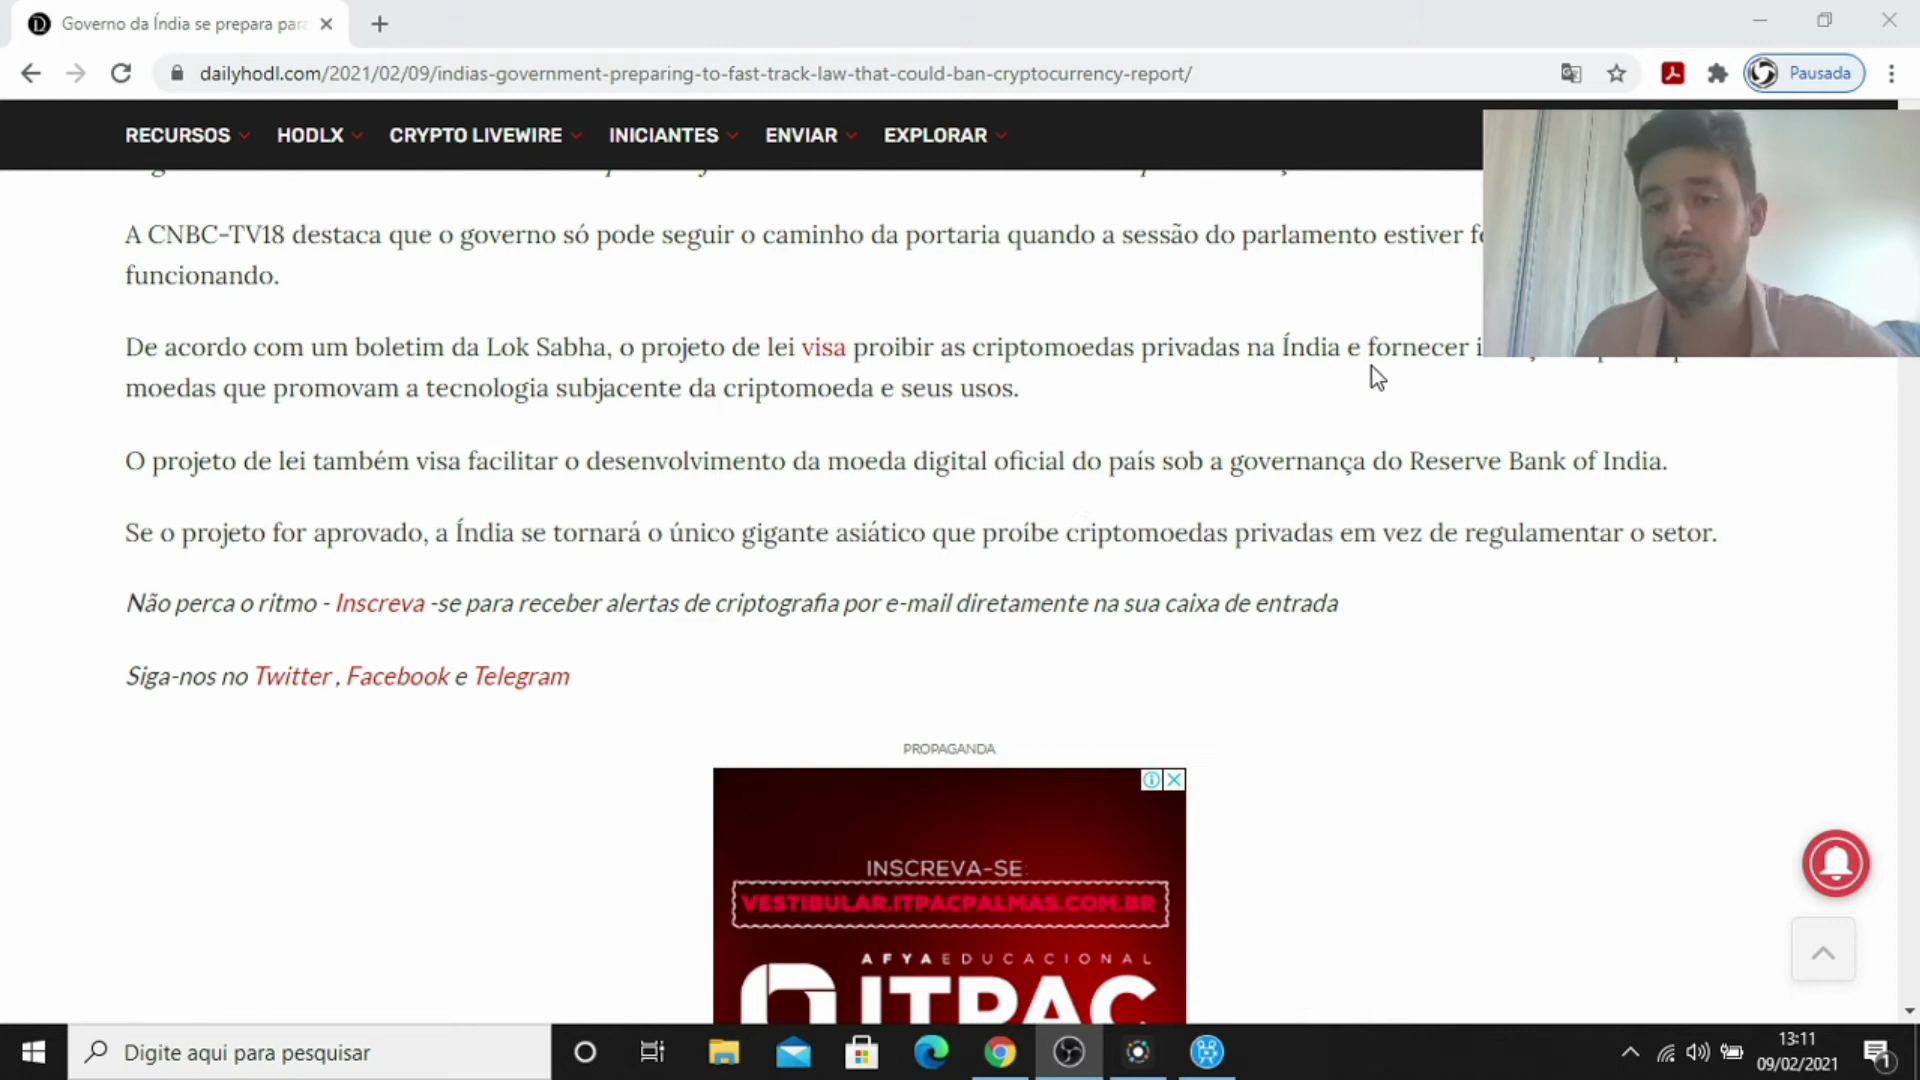 Governo da Índia se prepara par
dailyhodl.com/2021/02/09/indias-government-preparing-to-fast-track-law-that-could-ban-cryptocurrency-report/
Pausada
RECURSOS HODLX CRYPTO LIVEWIRE INICIANTES ENVIAR EXPLORAR
A CNBC-TV18 destaca que o governo só pode seguir o caminho da portaria quando a sessão do parlamento estiver
funcionando.
De acordo com um boletim da Lok Sabha, o projeto de lei visa proibir as criptomoedas privadas na Índia e fornecer
moedas que promovam a tecnologia subjacente da criptomoeda e seus usos.
O projeto de lei também visa facilitar o desenvolvimento da moeda digital oficial do país sob a governança do Reserve Bank of India.
Se o projeto for aprovado, a Índia se tornará o único gigante asiático que proíbe criptomoedas privadas em vez de regulamentar o setor.
Não perca o ritmo - Inscreva -se para receber alertas de criptografia por e-mail diretamente na sua caixa de entrada
Siga-nos no Twitter , Facebook e Telegram
PROPAGANDA
INSCREVA-SE:
VESTIBULAR.ITPACPALMAS.COM.BR
AFYA EDUCACIONAL
ITPAC
Digite aqui para pesquisar
13:11
09/02/2021
1